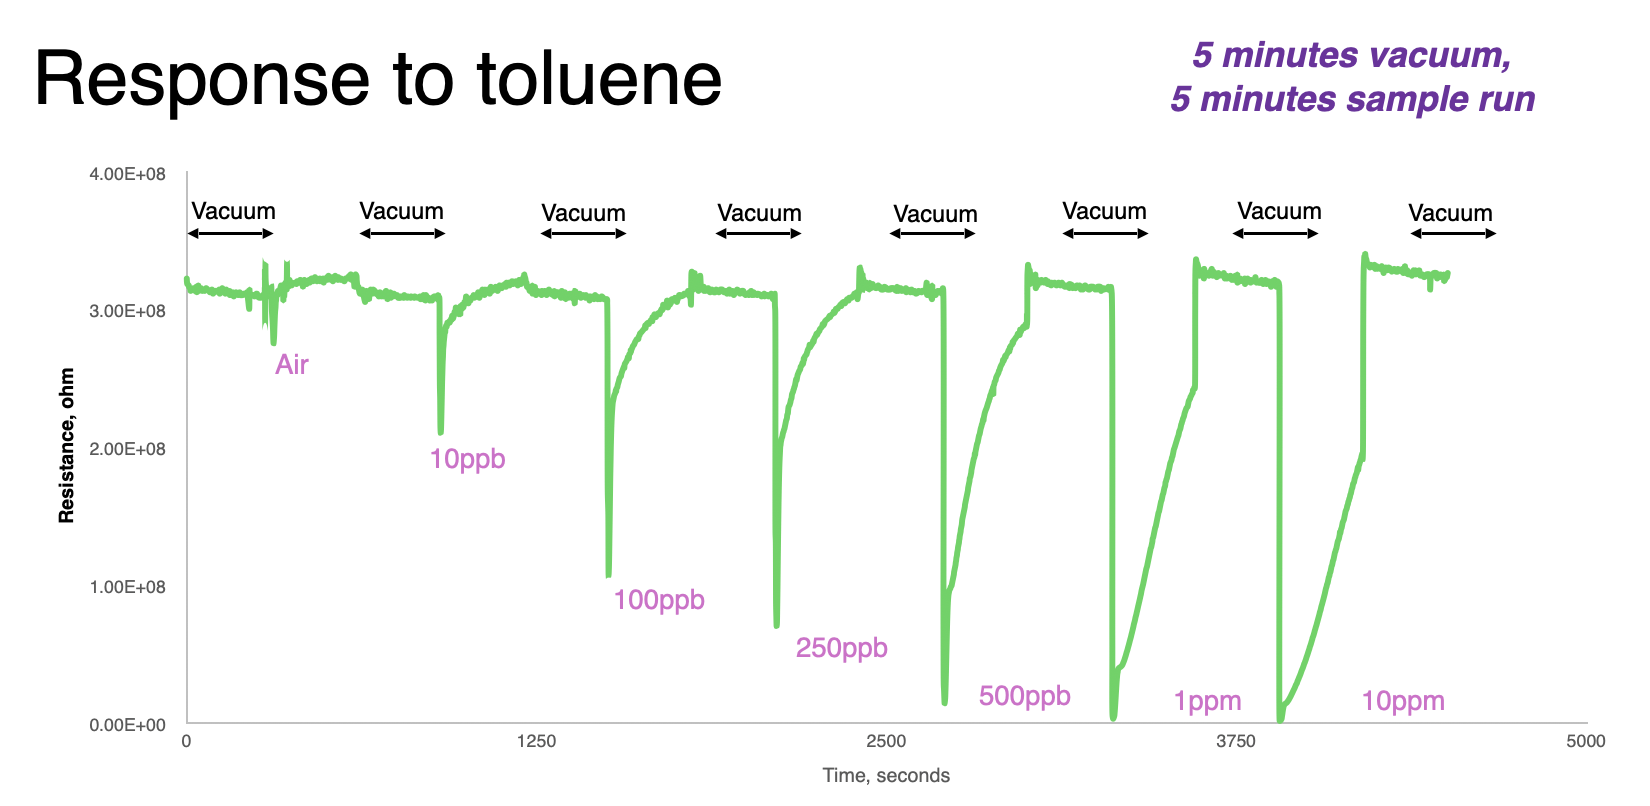 Response to toluene
5 minutes vacuum,
5 minutes sample run
4.00E+08
Vacuum
Vacuum
Vacuum
Vacuum
Vacuum
Vacuum
Vacuum
Vacuum
3.00E+08
Air
Resistance, ohm
2.00E+08
10ppb
1.00E+08
100ppb
250ppb
500ppb
1ppm
10ppm
0.00E+00
0
1250
2500
3750
5000
Time, seconds